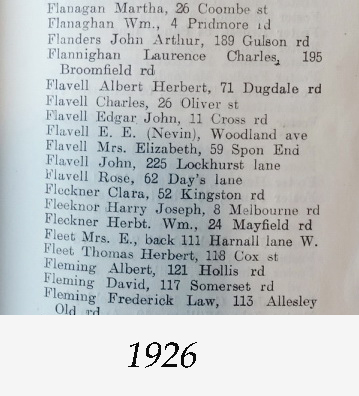 Flanagan Martha, 26 Coombe st
Flanaghan Wm., 4 Pridmore rd
Flanders John Arthur, 189 Gulson rd
Flannighan Laurence Charles, 195
Broomfield rd
Flavell Albert Herbert, 71 Dugdale rd
Flavell Charles, 26 Oliver st
Flavell Edgar John, 11 Cross rd
Flavell E. E. (Nevin), Woodland ave
Flavell Mrs. Elizabeth, 59 Spon End
Flavell John, 225 Lockhurst lane
Flavell Rose, 62 Day's lane
Fleckner Clara, 52 Kingston rd
Fleeknor Harry Joseph, 8 Melbourne rd
Fleckner Herbt. Wm., 24 Mayfield rd
Fleet Mrs. E., back 111 Harnall lane W.
Fleet Thomas Herbert, 118 Cox st
Fleming Albert, 121 Hollis rd
Fleming David, 117 Somerset rd
Fleming Frederick Law, 113 Allesley
Old rd
1926